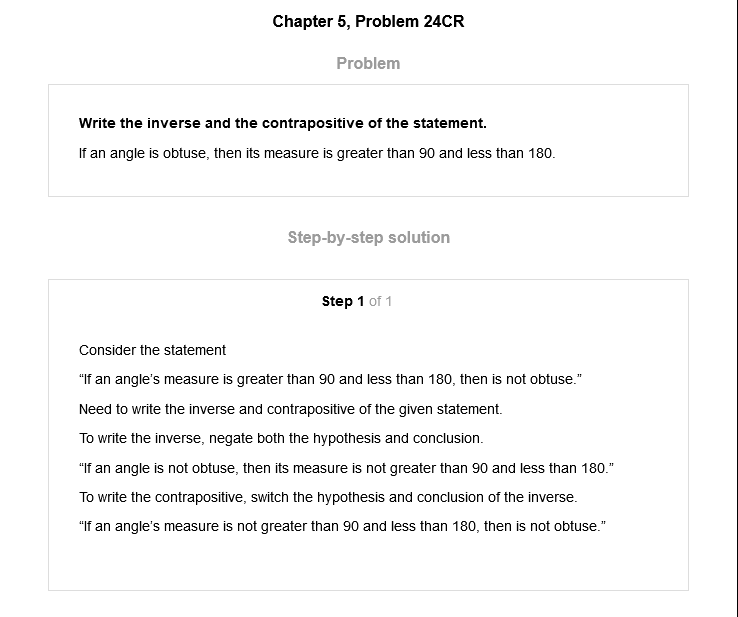 Chapter 5, Problem 24CR
Problem
Write the inverse and the contrapositive of the statement.
If an angle is obtuse, then its measure is greater than 90 and less than 180.
Step-by-step solution
Step 1 of 1
Consider the statement
“If an angle’s measure is greater than 90 and less than 180, then is not obtuse.”
Need to write the inverse and contrapositive of the given statement.
To write the inverse, negate both the hypothesis and conclusion.
“If an angle is not obtuse, then its measure is not greater than 90 and less than 180.”
To write the contrapositive, switch the hypothesis and conclusion of the inverse.
“If an angle’s measure is not greater than 90 and less than 180, then is not obtuse.”